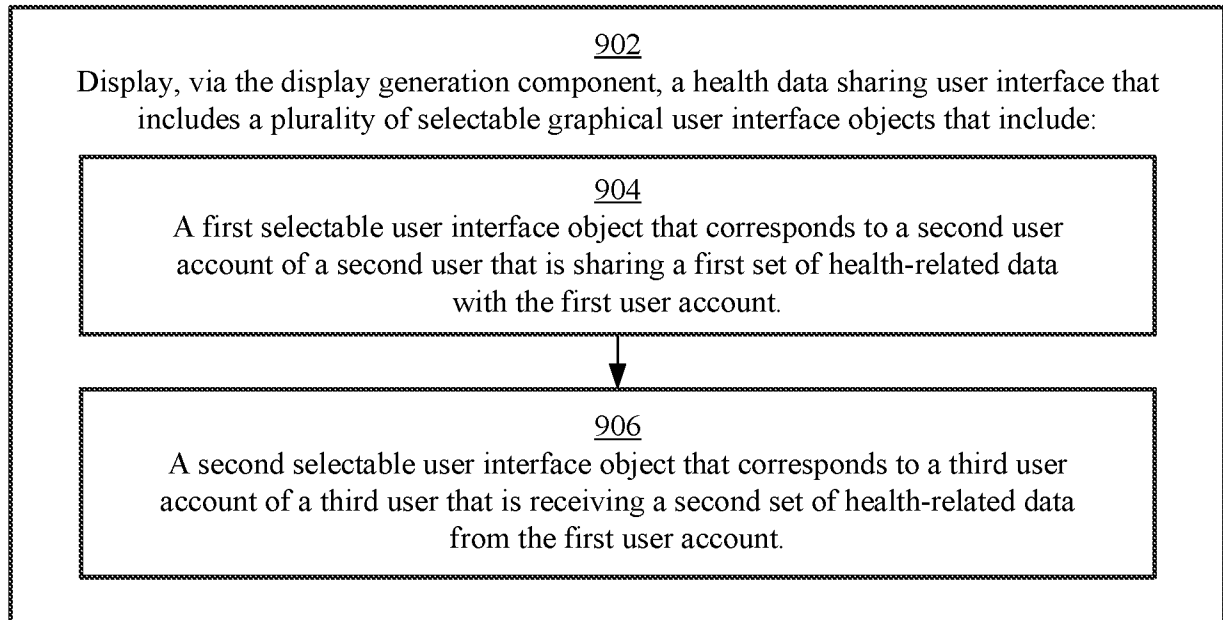 902
Display, via the display generation component, a health data sharing user interface that
includes a plurality of selectable graphical user interface objects that include:
904
A first selectable user interface object that corresponds to a second user
account of a second user that is sharing a first set of health-related data
with the first user account.
906
A second selectable user interface object that corresponds to a third user
account of a third user that is receiving a second set of health-related data
from the first user account.